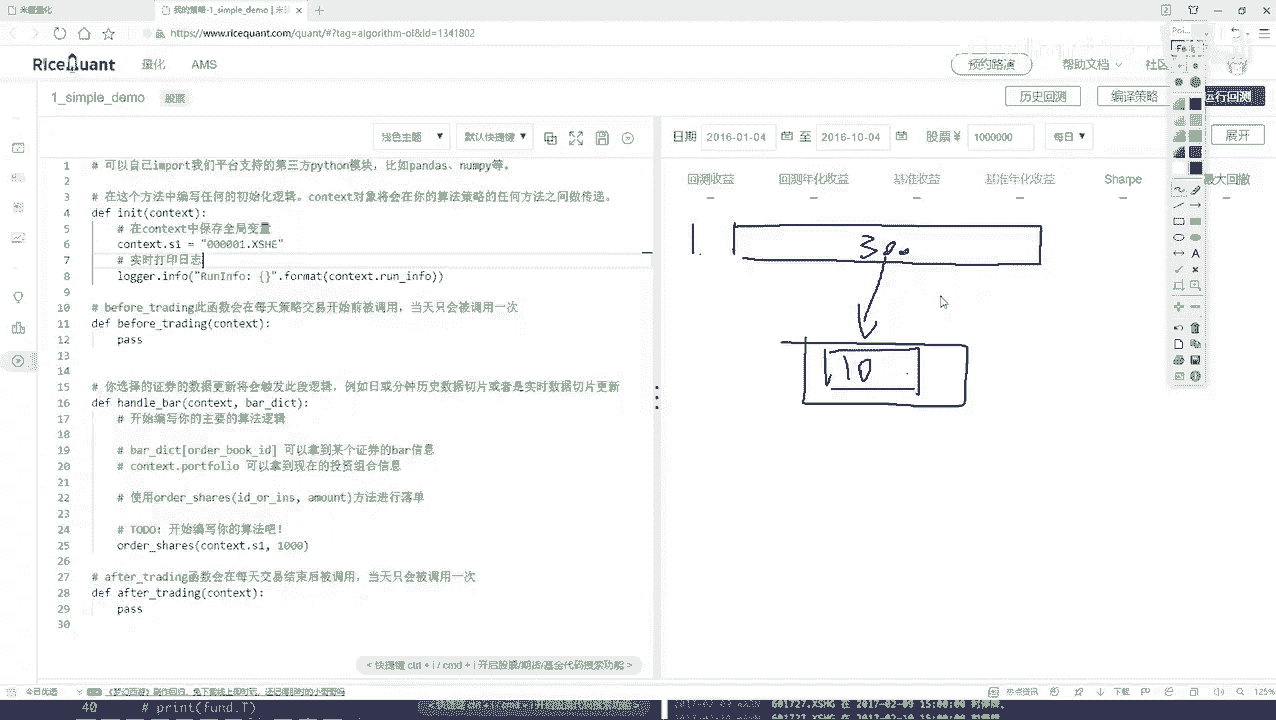 米筐量化
我的策略-1_simple_demo | 米
https://www.ricequant.com/quant/#?tag=algorithm-ol&id=1341802
RiceQuant 量化 AMS 预约路演 帮助文档 社区
1_simple_demo 股票 历史回测 编译策略 运行回测
浅色主题 默认快捷键 日期 2016-01-04 至 2016-10-04 股票 ¥ 1000000 每日 展开
回测收益 回测年化收益 基准收益 基准年化收益 Sharpe 最大回撤
1 # 可以自己import我们平台支持的第三方python模块，比如pandas、numpy等。
2
3 # 在这个方法中编写任何的初始化逻辑。context对象将会在你的算法策略的任何方法之间做传递。
4 def init(context):
5 # 在context中保存全局变量
6 context.s1 = "000001.XSHE"
7 # 实时打印日志
8 logger.info("RunInfo: {}".format(context.run_info))
9
10 # before_trading此函数会在每天策略交易开始前被调用，当天只会被调用一次
11 def before_trading(context):
12 pass
13
14
15 # 你选择的证券的数据更新将会触发此段逻辑，例如日或分钟历史数据切片或者是实时数据切片更新
16 def handle_bar(context, bar_dict):
17 # 开始编写你的主要的算法逻辑
18
19 # bar_dict[order_book_id] 可以拿到某个证券的bar信息
20 # context.portfolio 可以拿到现在的投资组合信息
21
22 # 使用order_shares(id_or_ins, amount)方法进行落单
23
24 # TODO: 开始编写你的算法吧！
25 order_shares(context.s1, 1000)
26
27 # after_trading函数会在每天交易结束后被调用，当天只会被调用一次
28 def after_trading(context):
29 pass
30
1. 300
10
< 快捷键 ctrl + i / cmd + i 开启股票/期货/基金代码搜索功能 >
今日优选
热点资讯 下载 125%
40 # print(fund.T)